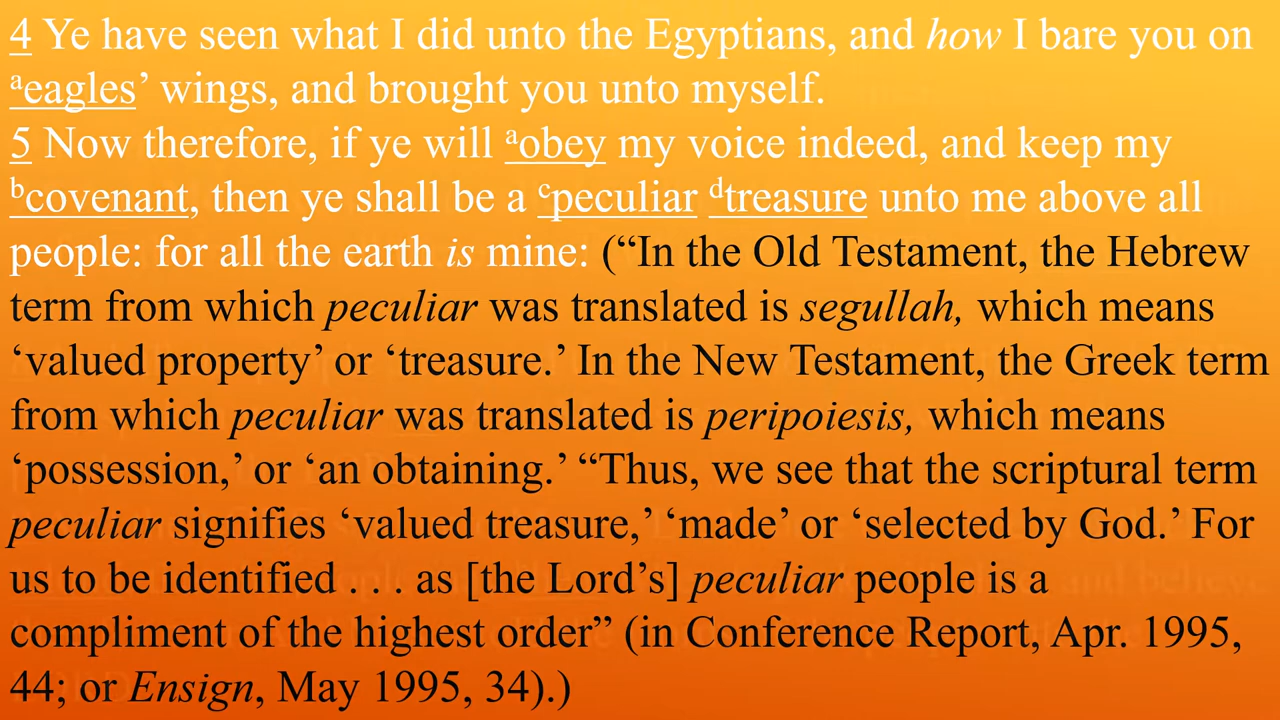 4 Ye have seen what I did unto the Egyptians, and how I bare you on
aeagles’ wings, and brought you unto myself.
5 Now therefore, if ye will aobey my voice indeed, and keep my
bcovenant, then ye shall be a cpeculiar dtreasure unto me above all
people: for all the earth is mine: (“In the Old Testament, the Hebrew
term from which peculiar was translated is segullah, which means
‘valued property’ or ‘treasure.’ In the New Testament, the Greek term
from which peculiar was translated is peripoiesis, which means
‘possession,’ or ‘an obtaining.’ “Thus, we see that the scriptural term
peculiar signifies ‘valued treasure,’ ‘made’ or ‘selected by God.’ For
us to be identified . . . as [the Lord’s] peculiar people is a
compliment of the highest order” (in Conference Report, Apr. 1995,
44; or Ensign, May 1995, 34).)